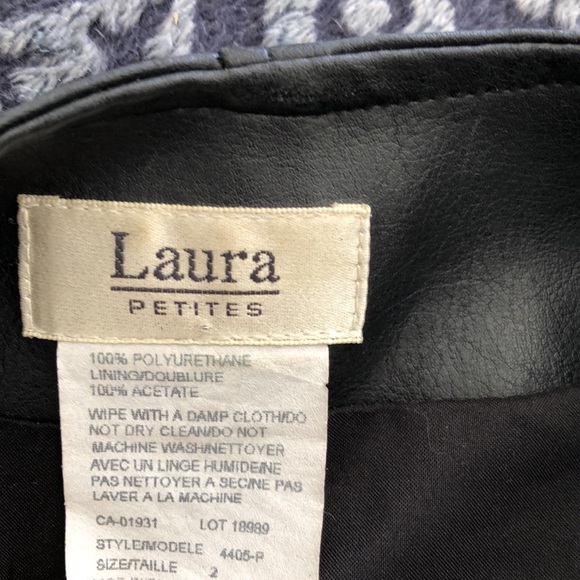 Laura
PETITES
100% POLYURETHANE
LINING/DOUBLURE
100% ACETATE
WIPE WITH A DAMP CLOTH/DO
NOT DRY CLEAN/DO NOT
MACHINE WASH/NETTOYER
AVEC UN LINGE HUMIDE/NE
PAS NETTOYER A SEC/NE PAS
LAVER A LA MACHINE
CA-01931 LOT 18989
STYLE/MODELE 4405-P
SIZE/TAILLE 2